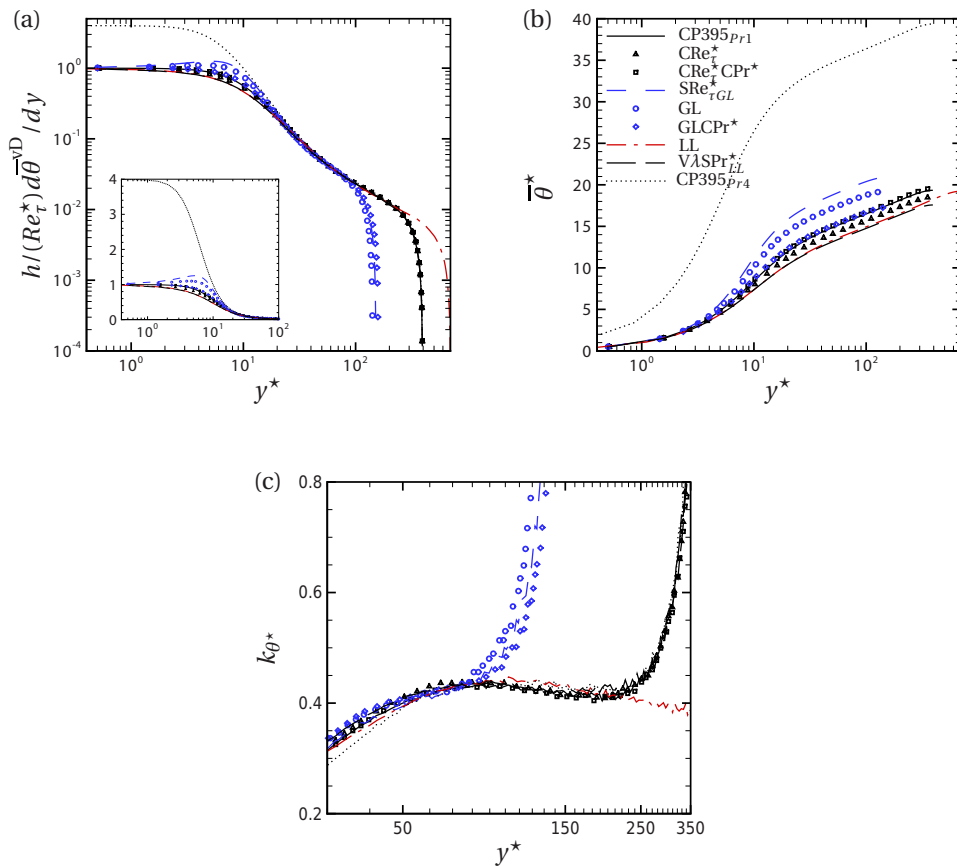 (a)
10^0
10^-1
10^-2
10^-3
10^-4
h/(Re_τ^⋆) dθ̄^vD/dy
4
3
2
1
0
10^0 10^1 10^2
10^0 10^1 10^2
y^⋆
(b)
40
35
30
25
20
15
10
5
0
θ̄^⋆
CP395_Pr1
CRe_τ^⋆
CRe_τ^⋆CPr^⋆
SRe_τGL^⋆
GL
GLCPr^⋆
LL
VλSPr_LL^⋆
CP395_Pr4
10^0 10^1 10^2
y^⋆
(c)
0.8
0.6
0.4
0.2
k_θ^⋆
50 150 250 350
y^⋆